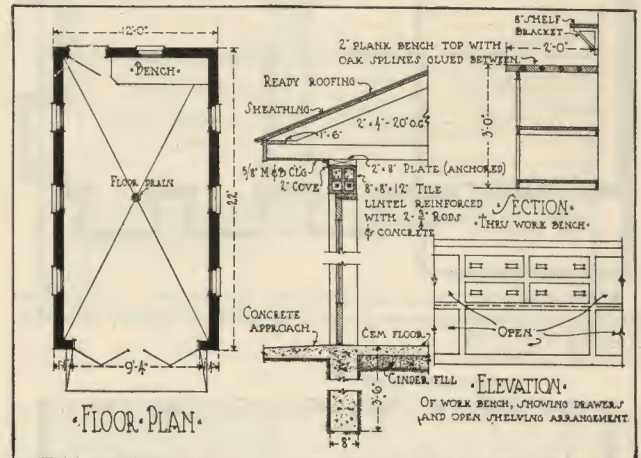 12'-0"
BENCH
FLOOR DRAIN
22'
9'-4"
FLOOR PLAN
READY ROOFING
SHEATHING
1'-6"
2" x 4" - 20" O.C.
5/8" M & B CL'G
2" COVE
2" x 8" PLATE (ANCHORED)
8" x 8" x 12" TILE
LINTEL REINFORCED
WITH 2 -
RODS
& CONCRETE
CONCRETE
APPROACH
CEM FLOOR
CINDER FILL
3'-6"
8"
8" SHELF
BRACKET
2'-0"
2" PLANK BENCH TOP WITH
OAK SPLINES GLUED BETWEEN
3'-0"
SECTION
THRU WORK BENCH
OPEN
ELEVATION
OF WORK BENCH, SHOWING DRAWERS
AND OPEN SHELVING ARRANGEMENT